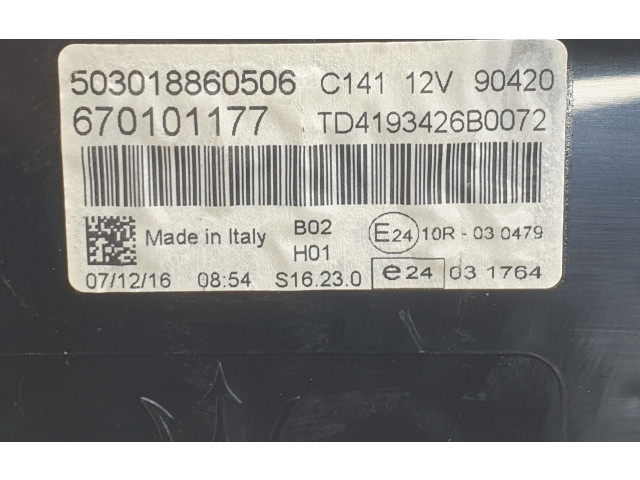 503018860506 C141 12V 90420
670101177 TD4193426B0072
Made in Italy B02 E24 10R - 03 0479
H01
07/12/16 08:54 S16.23.0 e24 03 1764